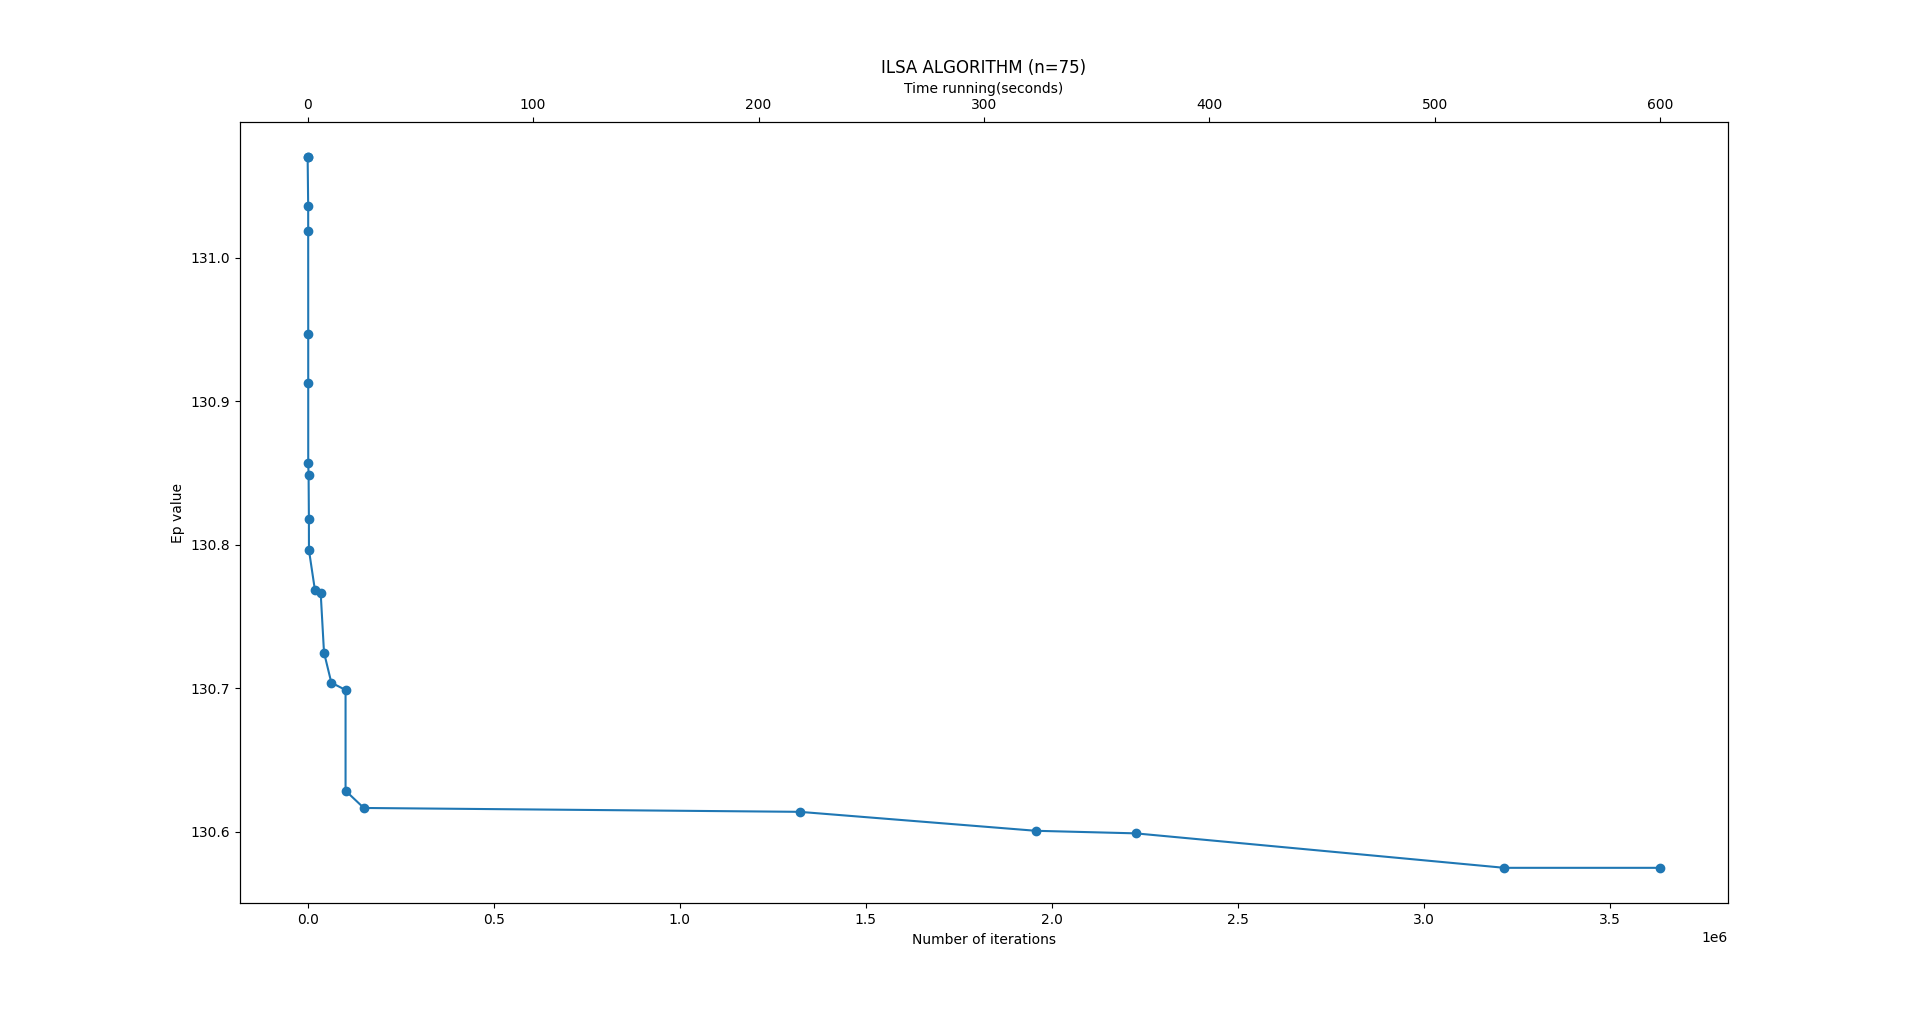 ILSA ALGORITHM (n=75)
Time running(seconds)
0 100 200 300 400 500 600
131.0
130.9
130.8
130.7
130.6
Ep value
0.0 0.5 1.0 1.5 2.0 2.5 3.0 3.5
Number of iterations
1e6